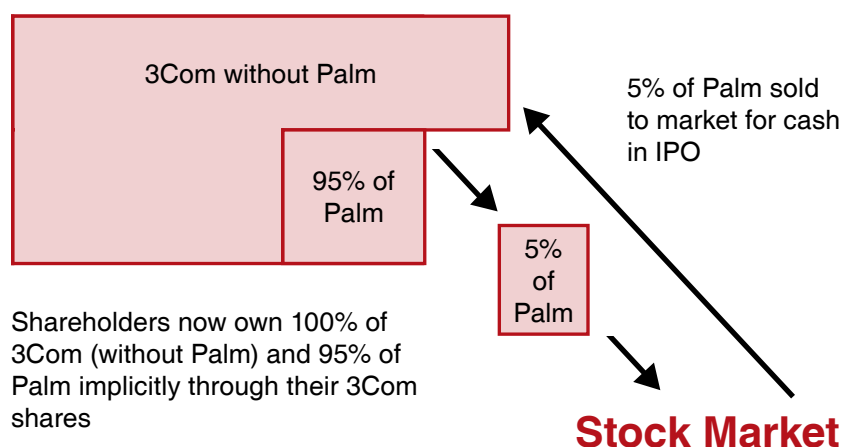 3Com without Palm
5% of Palm sold
to market for cash
in IPO
95% of
Palm
5%
of
Palm
Shareholders now own 100% of
3Com (without Palm) and 95% of
Palm implicitly through their 3Com
shares
Stock Market